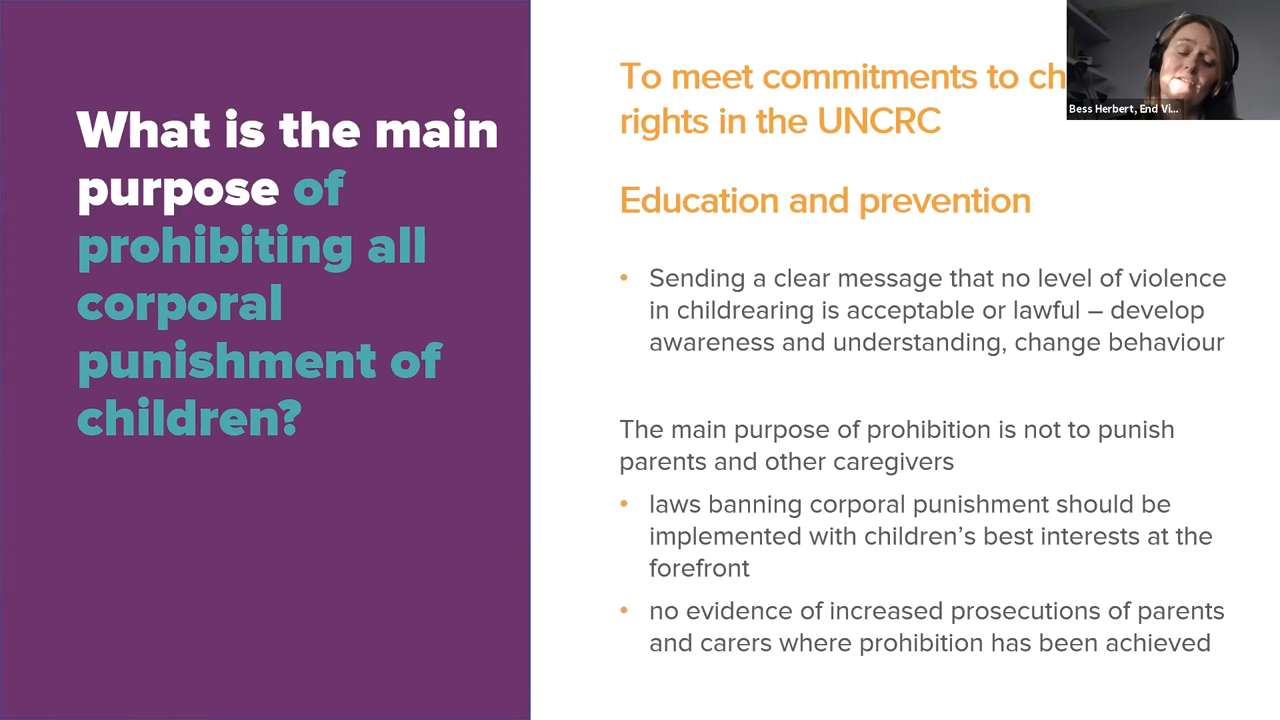 What is the main
purpose of
prohibiting all
corporal
punishment of
children?
To meet commitments to ch
rights in the UNCRC
Education and prevention
• Sending a clear message that no level of violence
in childrearing is acceptable or lawful – develop
awareness and understanding, change behaviour
The main purpose of prohibition is not to punish
parents and other caregivers
• laws banning corporal punishment should be
implemented with children’s best interests at the
forefront
• no evidence of increased prosecutions of parents
and carers where prohibition has been achieved
Bess Herbert, End Vi...